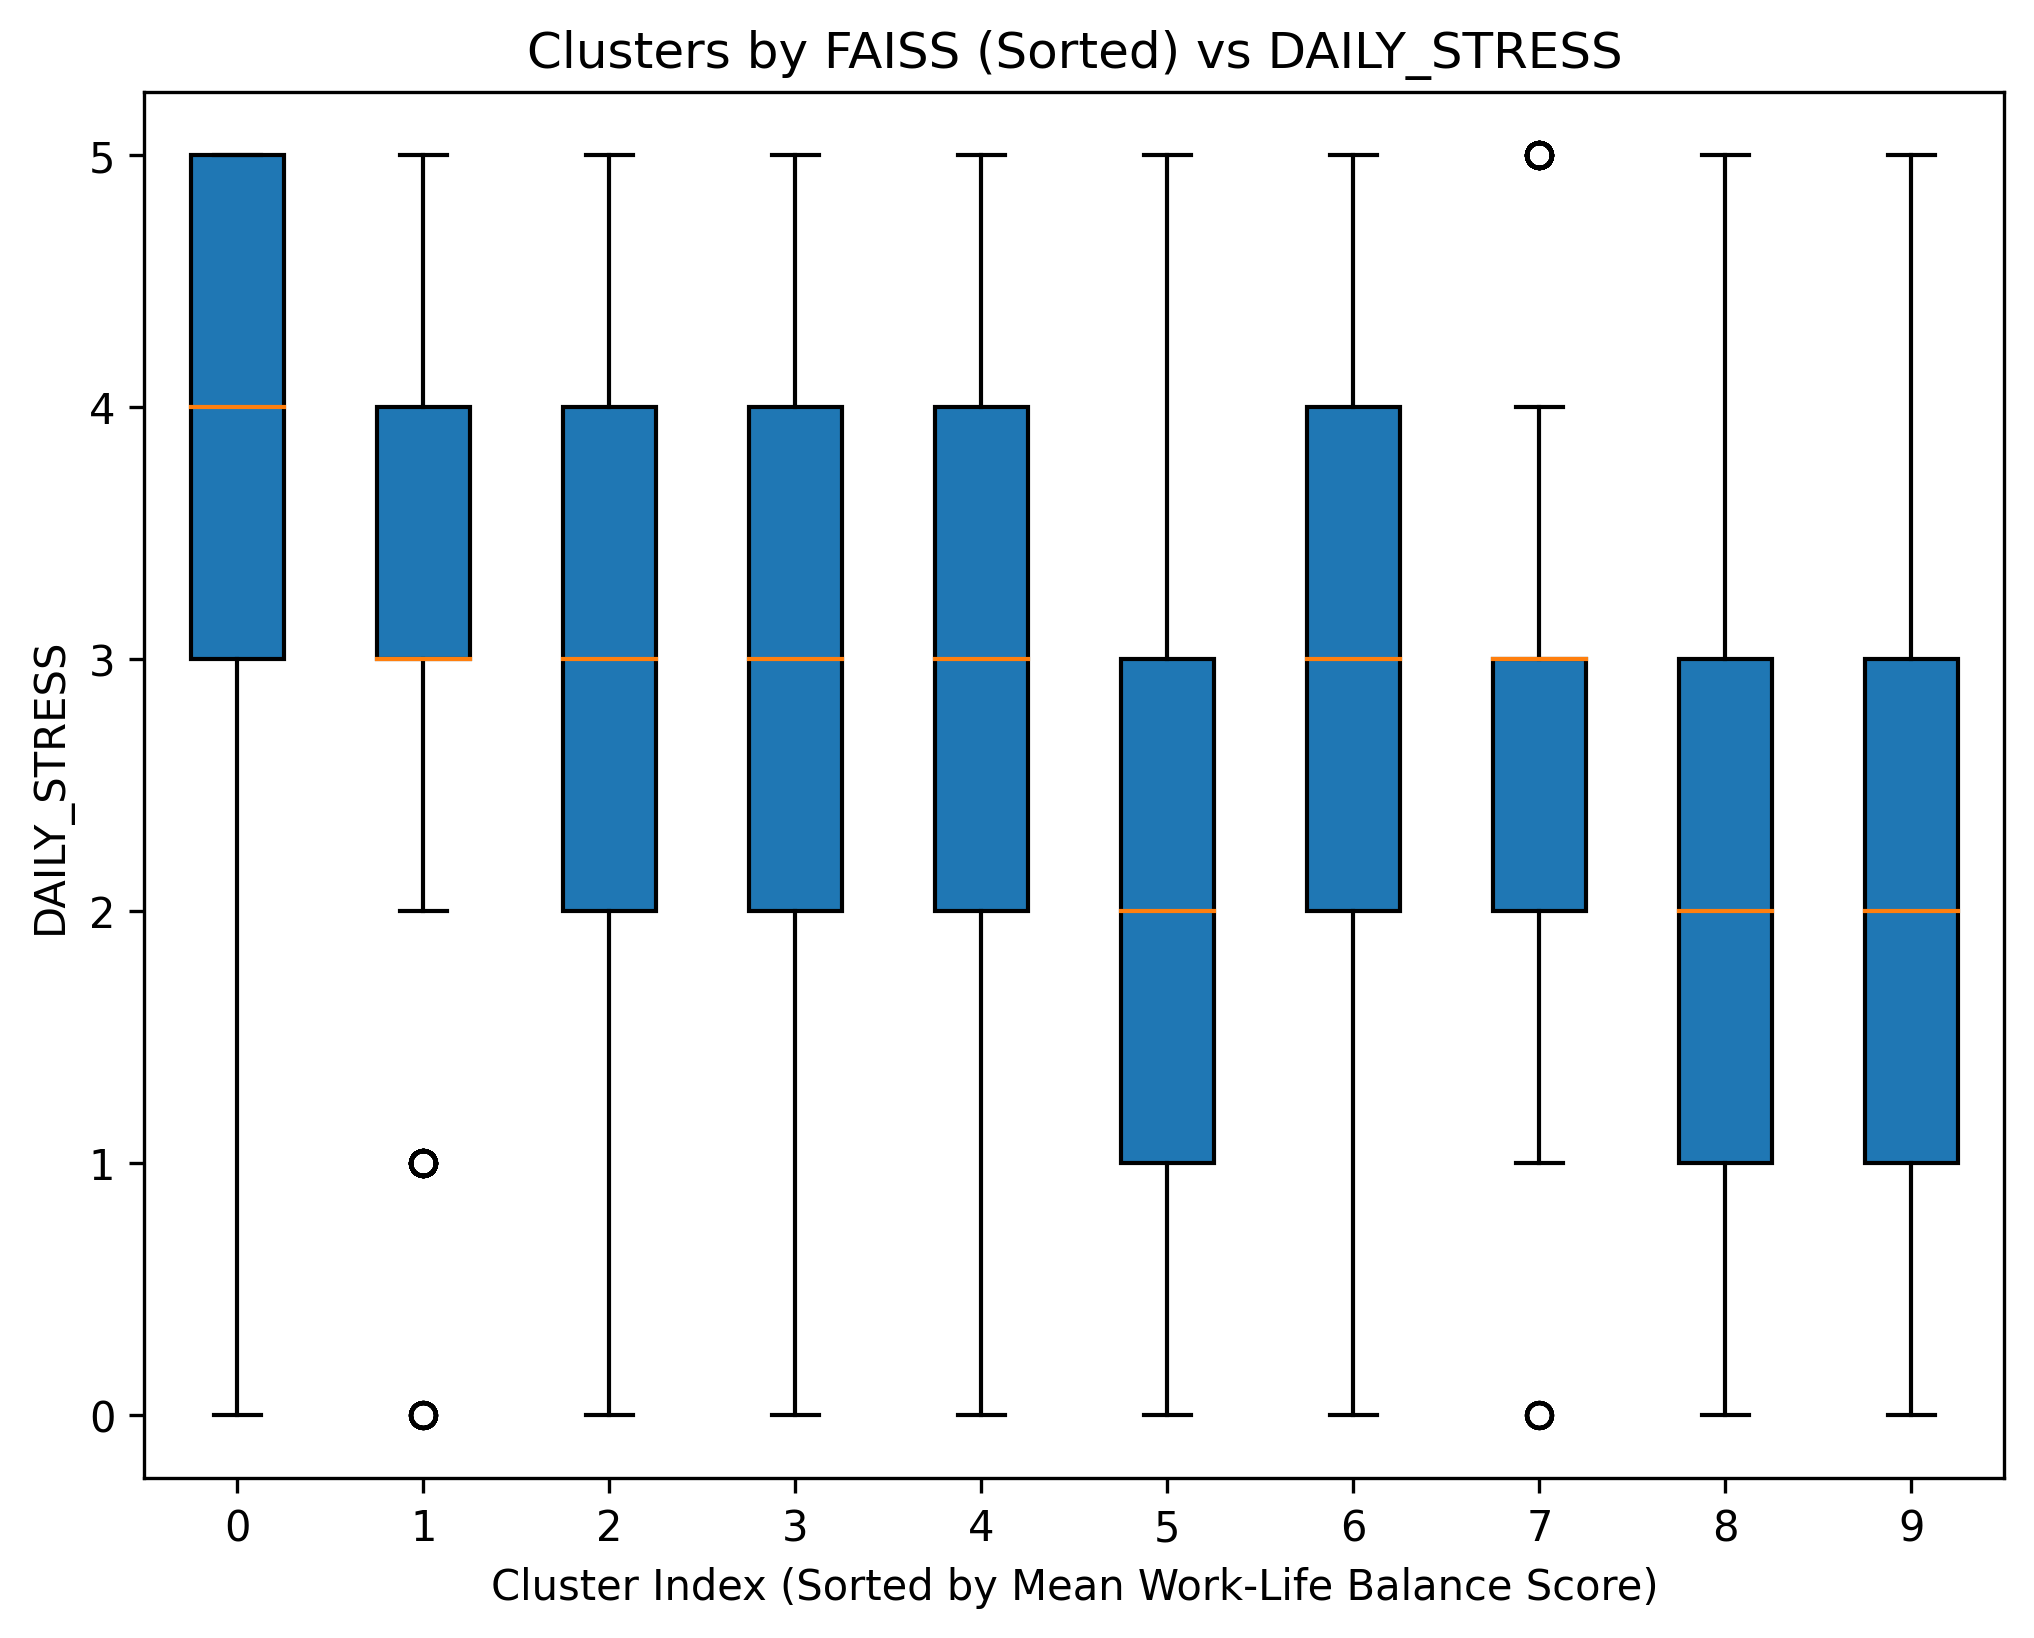 Clusters by FAISS (Sorted) vs DAILY_STRESS
DAILY_STRESS
5
4
3
2
1
0
0 1 2 3 4 5 6 7 8 9
Cluster Index (Sorted by Mean Work-Life Balance Score)